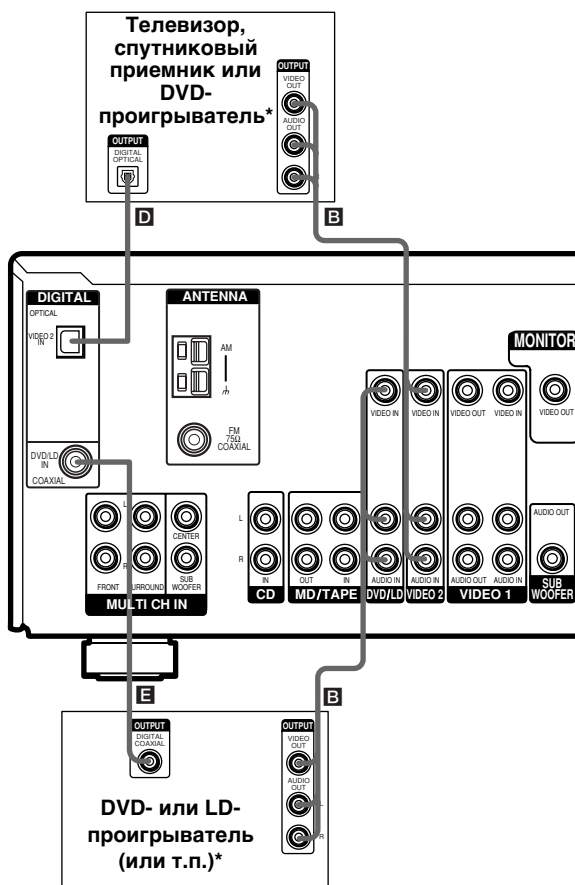 Телевизор,
спутниковый
приемник или
DVD-
проигрыватель*
OUTPUT
VIDEO
OUT
AUDIO
OUT
OUTPUT
DIGITAL
OPTICAL
D
B
DIGITAL
OPTICAL
VIDEO 2
IN
DVD/LD
IN
COAXIAL
ANTENNA
AM
FM
75Ω
COAXIAL
MONITOR
VIDEO IN
VIDEO IN
VIDEO OUT
VIDEO IN
VIDEO OUT
L
R
CENTER
FRONT
SURROUND
SUB
WOOFER
MULTI CH IN
L
R
IN
OUT
IN
AUDIO IN
AUDIO IN
AUDIO OUT
AUDIO IN
CD
MD/TAPE
DVD/LD
VIDEO 2
VIDEO 1
AUDIO OUT
SUB
WOOFER
E
B
OUTPUT
DIGITAL
COAXIAL
OUTPUT
VIDEO
OUT
AUDIO
OUT
L
R
DVD- или LD-
проигрыватель
(или т.п.)*